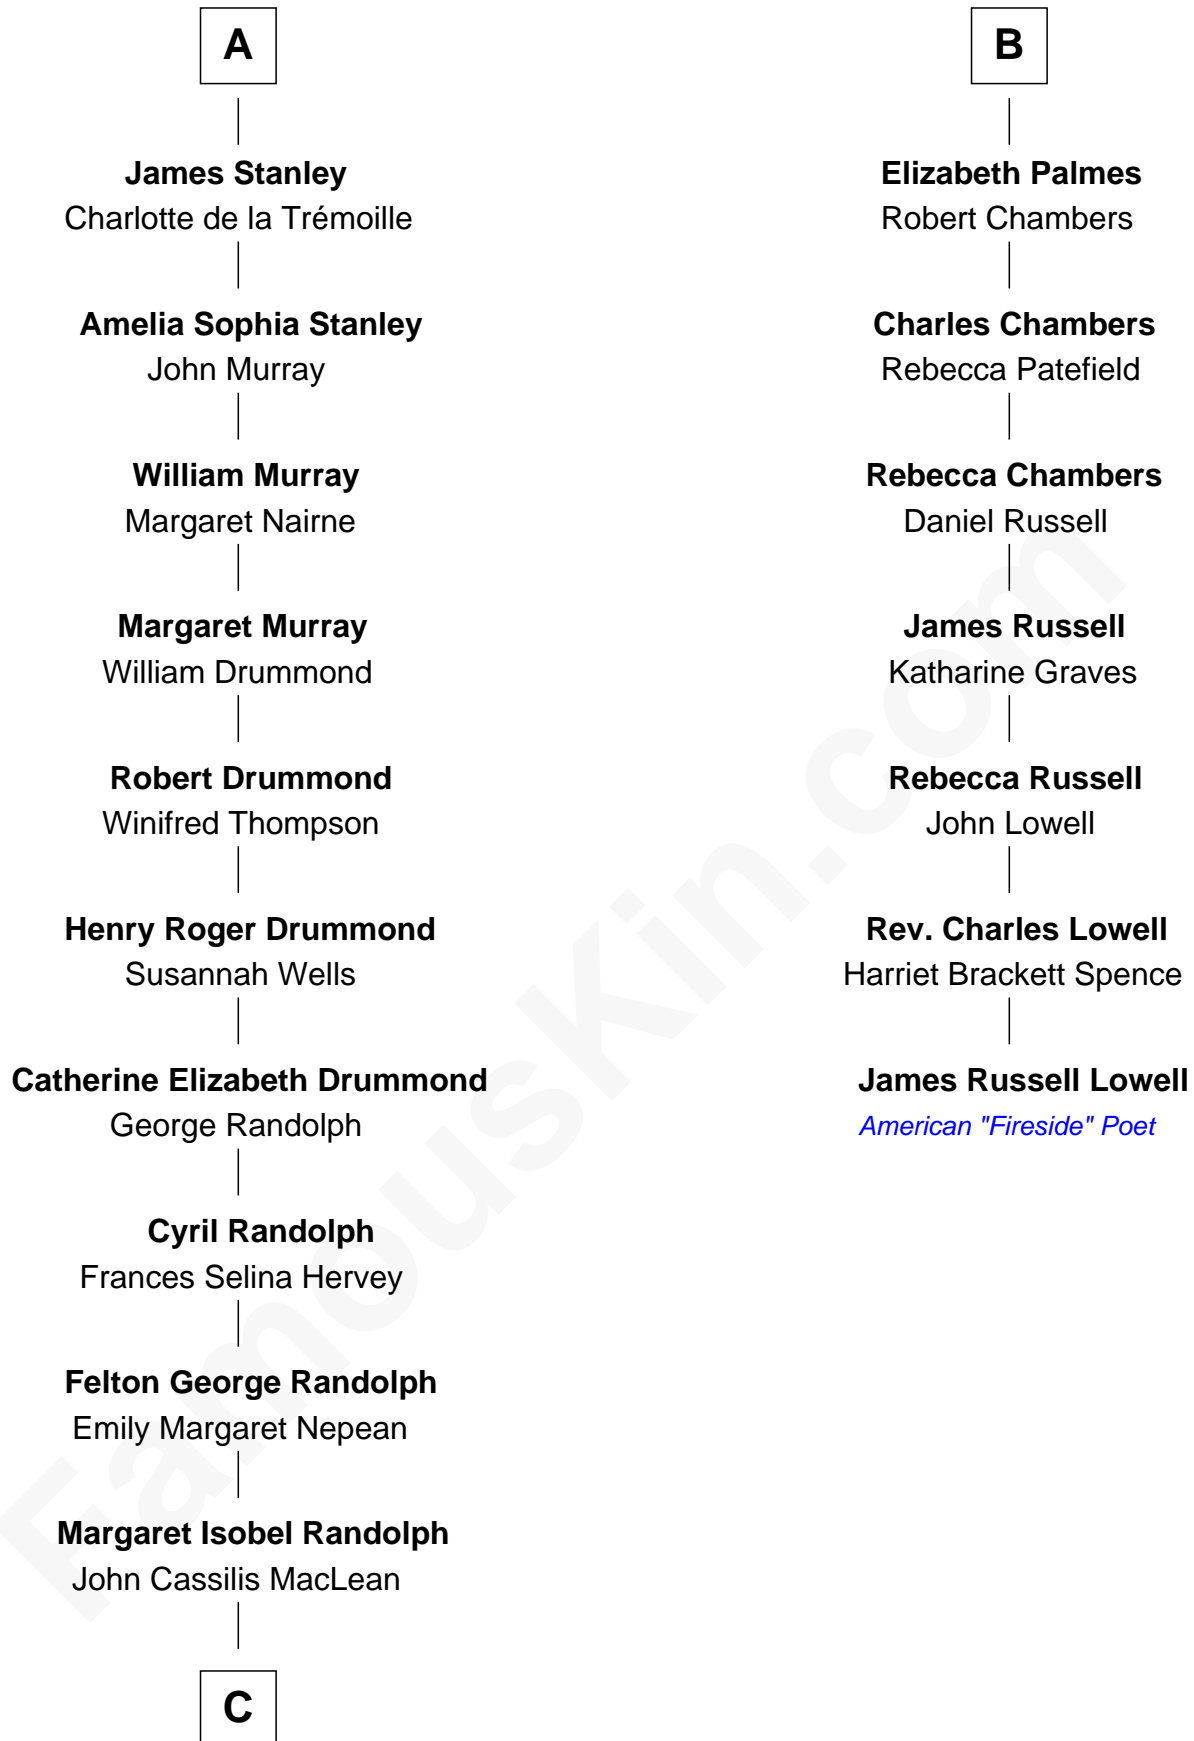 A
James Stanley
Charlotte de la Trémoille
Amelia Sophia Stanley
John Murray
William Murray
Margaret Nairne
Margaret Murray
William Drummond
Robert Drummond
Winifred Thompson
Henry Roger Drummond
Susannah Wells
Catherine Elizabeth Drummond
George Randolph
Cyril Randolph
Frances Selina Hervey
Felton George Randolph
Emily Margaret Nepean
Margaret Isobel Randolph
John Cassilis MacLean
C
B
Elizabeth Palmes
Robert Chambers
Charles Chambers
Rebecca Patefield
Rebecca Chambers
Daniel Russell
James Russell
Katharine Graves
Rebecca Russell
John Lowell
Rev. Charles Lowell
Harriet Brackett Spence
James Russell Lowell
American "Fireside" Poet
FamousKin.com